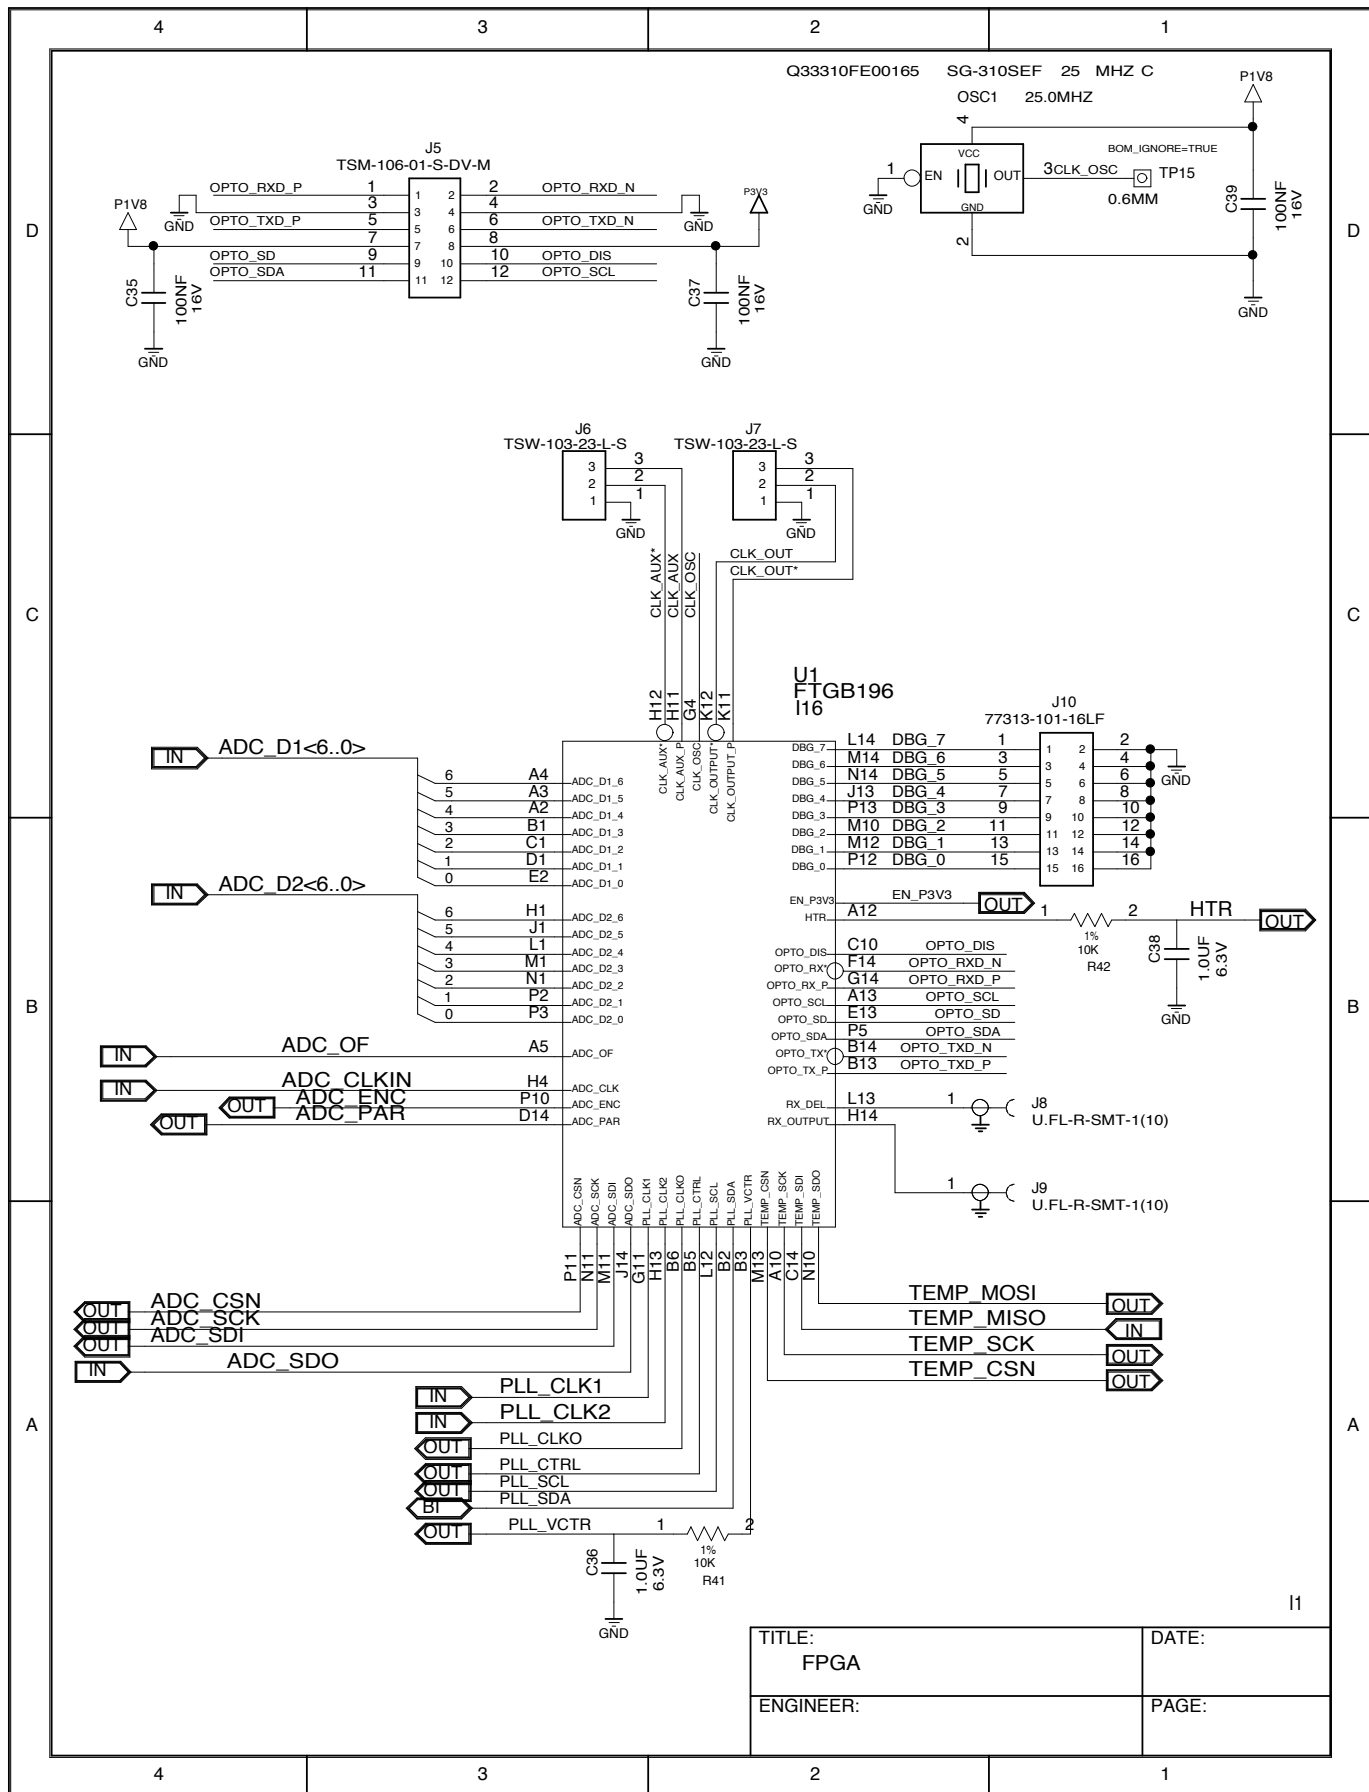 4 3 2 1
Q33310FE00165 SG-310SEF 25 MHZ C
P1V8
OSC1 25.0MHZ
4
VCC
BOM_IGNORE=TRUE
1 EN OUT 3 CLK_OSC TP15
GND
0.6MM
GND
2
C39
100NF
16V
GND
J5
TSM-106-01-S-DV-M
OPTO_RXD_P 1 1 2 2 OPTO_RXD_N
P3V3
P1V8
GND 3 3 4 4 GND
OPTO_TXD_P 5 5 6 6 OPTO_TXD_N
D D
7 7 8 8
OPTO_SD 9 9 10 10 OPTO_DIS
OPTO_SDA 11 11 12 12 OPTO_SCL
C35
100NF
16V
GND
C37
100NF
16V
GND
J6
TSW-103-23-L-S
3 3
2 2
1 1
GND
J7
TSW-103-23-L-S
3 3
2 2
1 1
GND
CLK_AUX*
CLK_AUX
CLK_OSC
CLK_OUT
CLK_OUT*
C C
U1
FTGB196
I16
H12
H11
G4
K12
K11
CLK_AUX*
CLK_AUX_P
CLK_OSC
CLK_OUTPUT*
CLK_OUTPUT_P
J10
77313-101-16LF
DBG_7 L14 DBG_7 1 1 2 2
DBG_6 M14 DBG_6 3 3 4 4
GND
DBG_5 N14 DBG_5 5 5 6 6
DBG_4 J13 DBG_4 7 7 8 8
DBG_3 P13 DBG_3 9 9 10 10
DBG_2 M10 DBG_2 11 11 12 12
DBG_1 M12 DBG_1 13 13 14 14
DBG_0 P12 DBG_0 15 15 16 16
IN ADC_D1<6..0>
6 A4 ADC_D1_6
5 A3 ADC_D1_5
4 A2 ADC_D1_4
3 B1 ADC_D1_3
2 C1 ADC_D1_2
1 D1 ADC_D1_1
0 E2 ADC_D1_0
IN ADC_D2<6..0>
6 H1 ADC_D2_6
5 J1 ADC_D2_5
4 L1 ADC_D2_4
3 M1 ADC_D2_3
2 N1 ADC_D2_2
1 P2 ADC_D2_1
0 P3 ADC_D2_0
EN_P3V3 EN_P3V3 OUT
HTR A12 1 2 HTR OUT
1%
10K
R42
C38
1.0UF
6.3V
GND
OPTO_DIS C10 OPTO_DIS
OPTO_RX* F14 OPTO_RXD_N
OPTO_RX_P G14 OPTO_RXD_P
OPTO_SCL A13 OPTO_SCL
OPTO_SD E13 OPTO_SD
OPTO_SDA P5 OPTO_SDA
OPTO_TX* B14 OPTO_TXD_N
OPTO_TX_P B13 OPTO_TXD_P
B B
IN ADC_OF A5 ADC_OF
IN ADC_CLKIN H4 ADC_CLK
OUT ADC_ENC P10 ADC_ENC
OUT ADC_PAR D14 ADC_PAR
RX_DEL L13 1 J8
U.FL-R-SMT-1(10)
RX_OUTPUT H14
1 J9
U.FL-R-SMT-1(10)
ADC_CSN
ADC_SCK
ADC_SDI
ADC_SDO
PLL_CLK1
PLL_CLK2
PLL_CLKO
PLL_CTRL
PLL_SCL
PLL_SDA
PLL_VCTR
TEMP_CSN
TEMP_SCK
TEMP_SDI
TEMP_SDO
P11
N11
M11
J14
G11
H13
B6
B5
L12
B2
B3
M13
A10
C14
N10
OUT ADC_CSN
OUT ADC_SCK
OUT ADC_SDI
IN ADC_SDO
TEMP_MOSI OUT
TEMP_MISO IN
TEMP_SCK OUT
TEMP_CSN OUT
IN PLL_CLK1
IN PLL_CLK2
A A
OUT PLL_CLKO
OUT PLL_CTRL
OUT PLL_SCL
BI PLL_SDA
OUT PLL_VCTR 1 2
1%
10K
R41
C36
1.0UF
6.3V
GND
I1
TITLE: DATE:
FPGA
ENGINEER: PAGE:
4 3 2 1